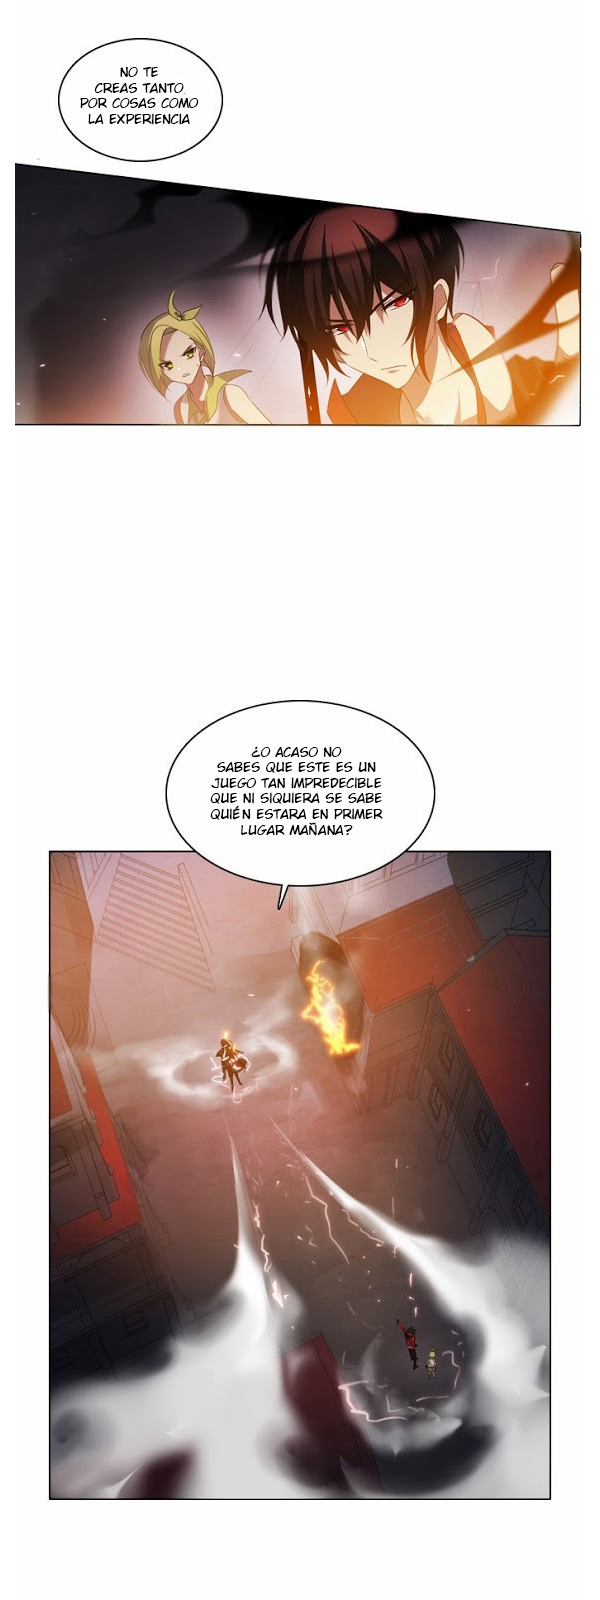 NO TE
CREAS TANTO
POR COSAS COMO
LA EXPERIENCIA
¿O ACASO NO
SABES QUE ESTE ES UN
JUEGO TAN IMPREDECIBLE
QUE NI SIQUIERA SE SABE
QUIÉN ESTARA EN PRIMER
LUGAR MAÑANA?